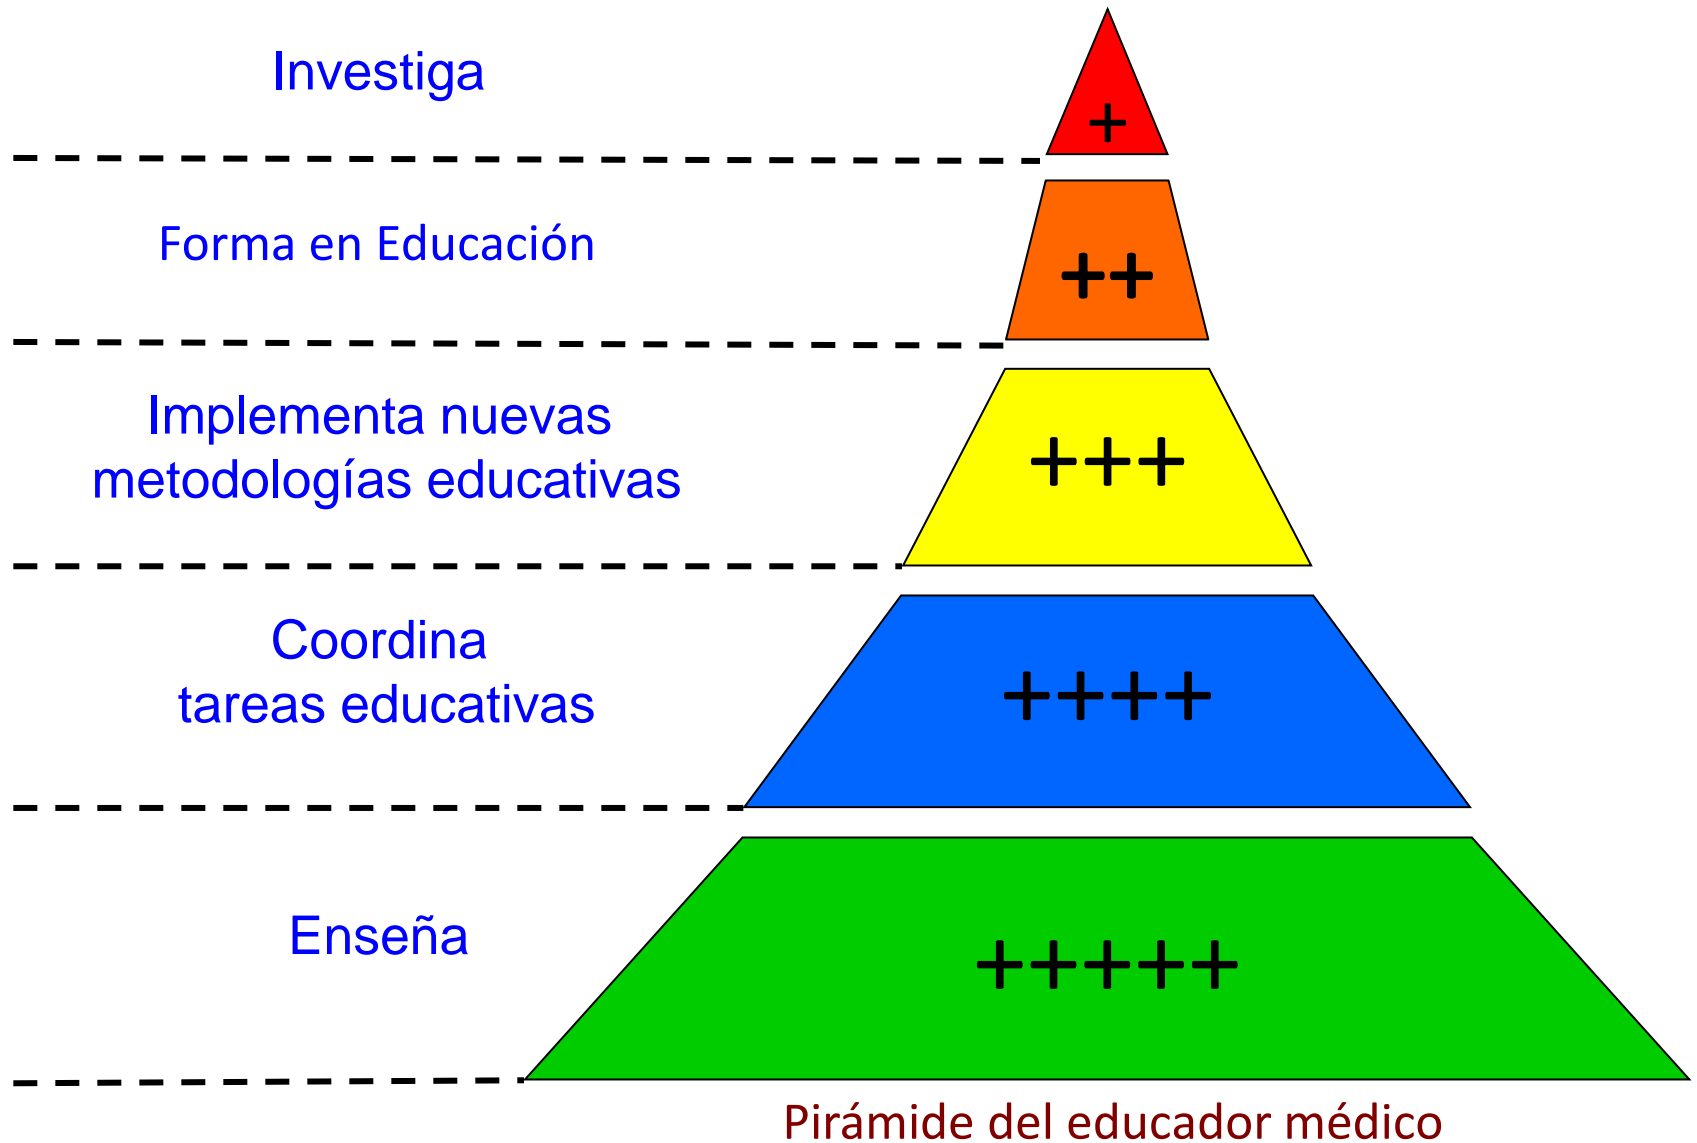 Investiga
+
Forma en Educación
++
Implementa nuevas
metodologías educativas
+++
Coordina
tareas educativas
++++
Enseña
+++++
Pirámide del educador médico